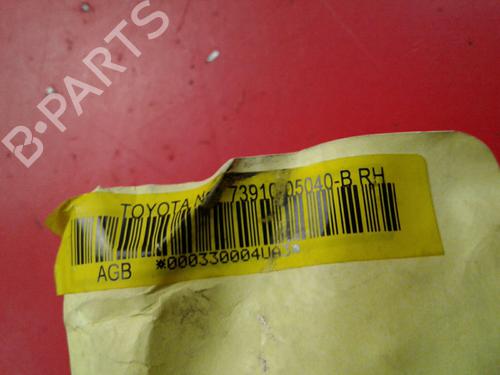 B-PARTS
TOYOTA 73910-05040-B RH
AGB *000330004UA